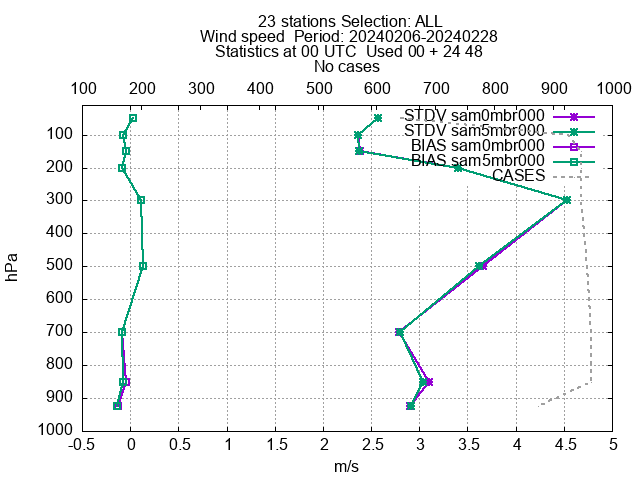 23 stations Selection: ALL
Wind speed  Period: 20240206-20240228
Statistics at 00 UTC  Used 00 + 24 48
No cases
100 200 300 400 500 600 700 800 900 1000
STDV sam0mbr000
STDV sam5mbr000
BIAS sam0mbr000
BIAS sam5mbr000
CASES
100
200
300
400
500
600
700
800
900
1000
hPa
-0.5 0 0.5 1 1.5 2 2.5 3 3.5 4 4.5 5
m/s